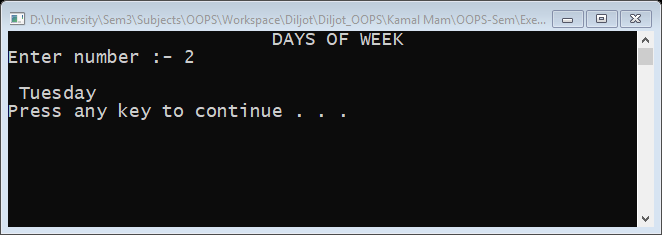 D:\University\Sem3\Subjects\OOPS\Workspace\Diljot\Diljot_OOPS\Kamal Mam\OOPS-Sem\Exe...
DAYS OF WEEK
Enter number :- 2
Tuesday
Press any key to continue . . .